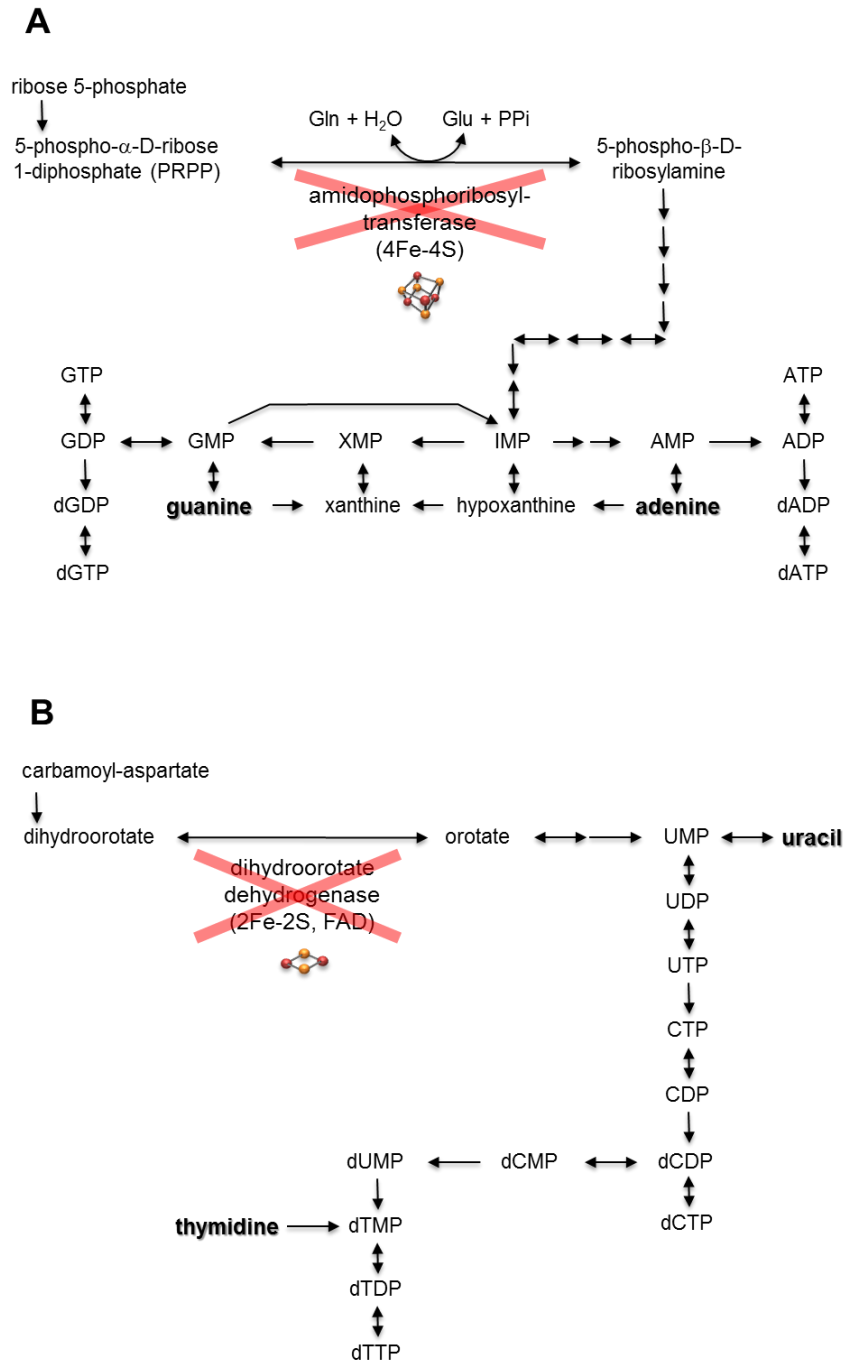 A
ribose 5-phosphate
5-phospho-α-D-ribose
1-diphosphate (PRPP)
Gln + H₂O
Glu + PPi
5-phospho-β-D-
ribosylamine
amidophosphoribosyl-
transferase
(4Fe-4S)
GTP
ATP
GDP
GMP
XMP
IMP
AMP
ADP
dGDP
guanine
xanthine
hypoxanthine
adenine
dADP
dGTP
dATP
B
carbamoyl-aspartate
dihydroorotate
orotate
UMP
uracil
dihydroorotate
dehydrogenase
(2Fe-2S, FAD)
UDP
UTP
CTP
CDP
dUMP
dCMP
dCDP
thymidine
dTMP
dCTP
dTDP
dTTP